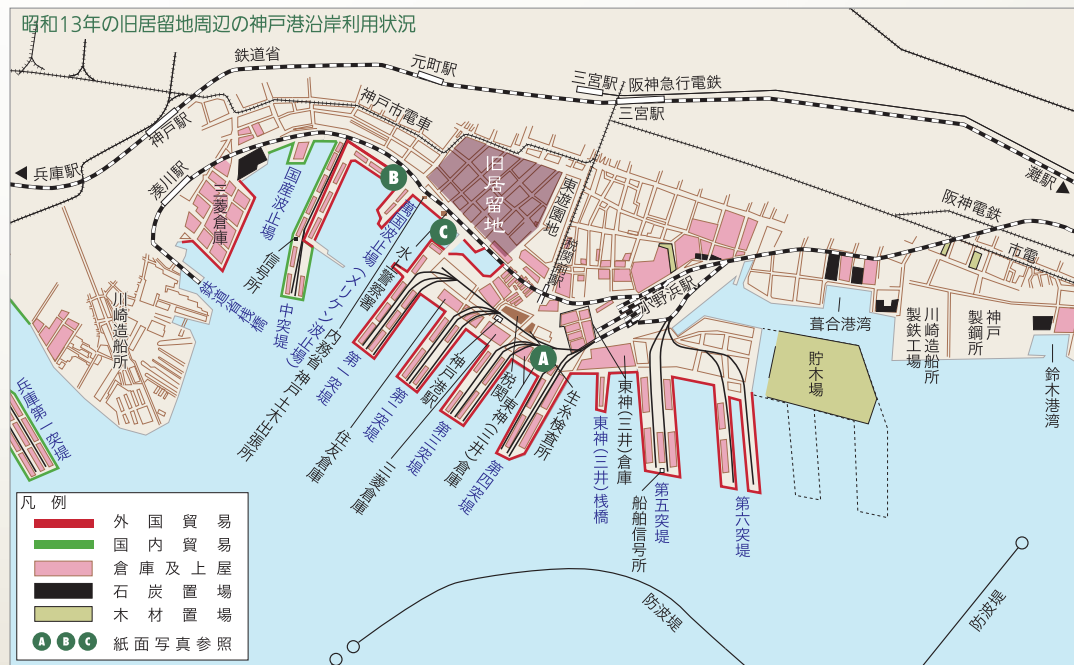 昭和13年の旧居留地周辺の神戸港沿岸利用状況
鉄道省
元町駅
三宮駅
阪神急行電鉄
三宮駅
神戸市電車
神戸駅
兵庫駅
湊川駅
灘駅
阪神電鉄
市電
旧居留地
東遊園地
税関前駅
小野浜駅
三菱倉庫
国産波止場
信号所
中突堤
鉄道省桟橋
川崎造船所
兵庫第一突堤
B
C
A
萬国波止場(メリケン波止場)
水上警察署
内務省神戸土木出張所
第一突堤
住友倉庫
第二突堤
神戸港駅
三菱倉庫
第三突堤
税関
東神(三井)倉庫
第四突堤
生糸検査所
東神(三井)倉庫
東神(三井)桟橋
船舶信号所
第五突堤
第六突堤
貯木場
葺合港湾
川崎造船所
製鉄工場
神戸
製鋼所
鈴木港湾
防波堤
防波堤
凡例
外国貿易
国内貿易
倉庫及上屋
石炭置場
木材置場
A B C 紙面写真参照